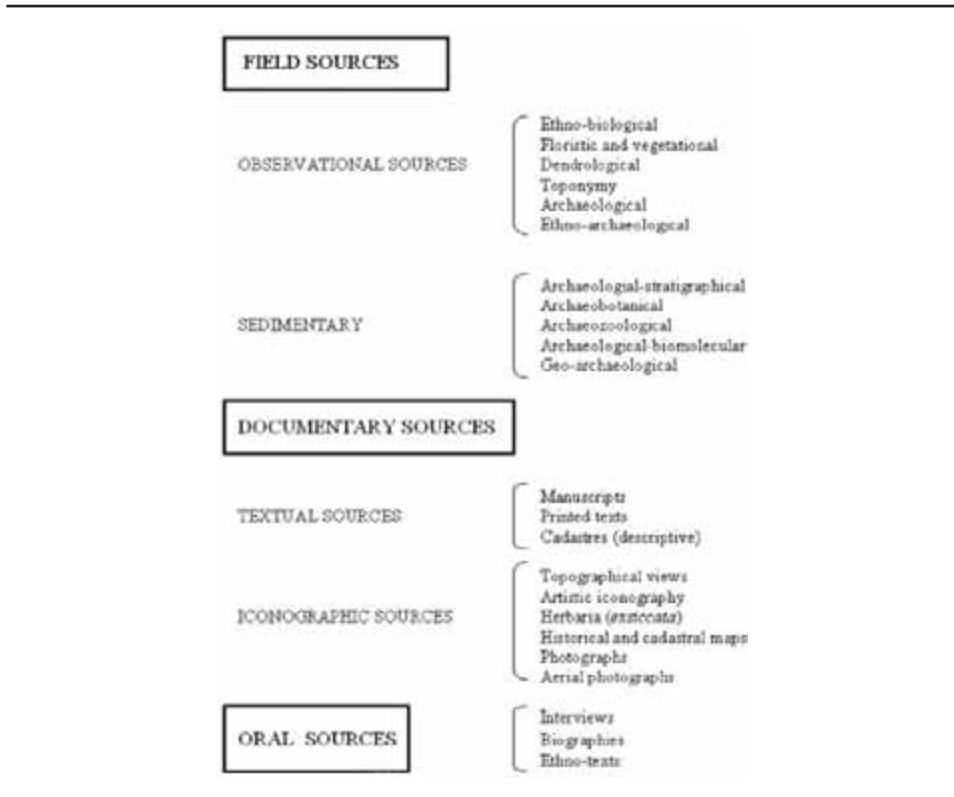 FIELD SOURCES
OBSERVATIONAL SOURCES
Ethno-biological
Floristic and vegetational
Dendrological
Toponymy
Archaeological
Ethno-archaeological
SEDIMENTARY
Archaeologial-stratigraphical
Archaeobotanical
Archaeozoological
Archaeological-biomolecular
Geo-archaeological
DOCUMENTARY SOURCES
TEXTUAL SOURCES
Manuscripts
Printed texts
Cadastres (descriptive)
ICONOGRAPHIC SOURCES
Topographical views
Artistic iconography
Herbaria (exsiccata)
Historical and cadastral maps
Photographs
Aerial photographs
ORAL SOURCES
Interviews
Biographies
Ethno-texts